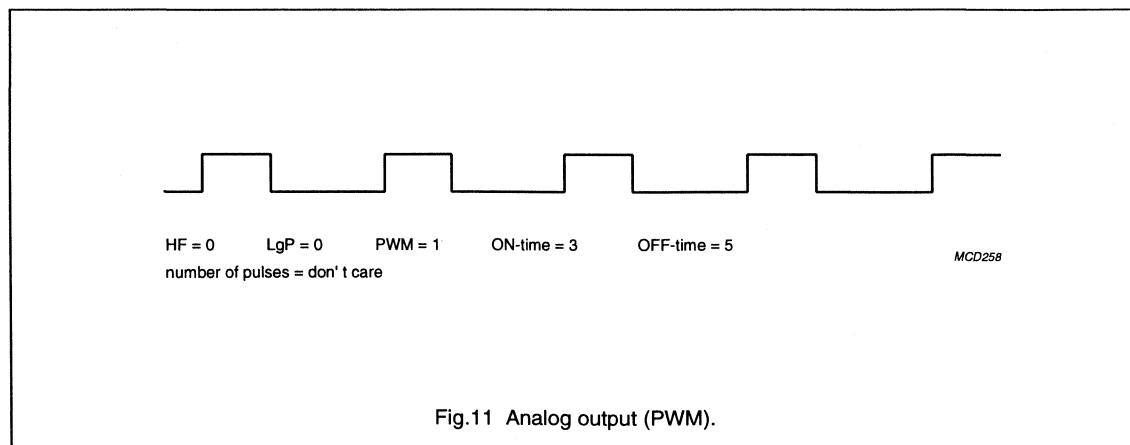 HF = 0 LgP = 0 PWM = 1 ON-time = 3 OFF-time = 5
number of pulses = don' t care
MCD258
Fig.11 Analog output (PWM).